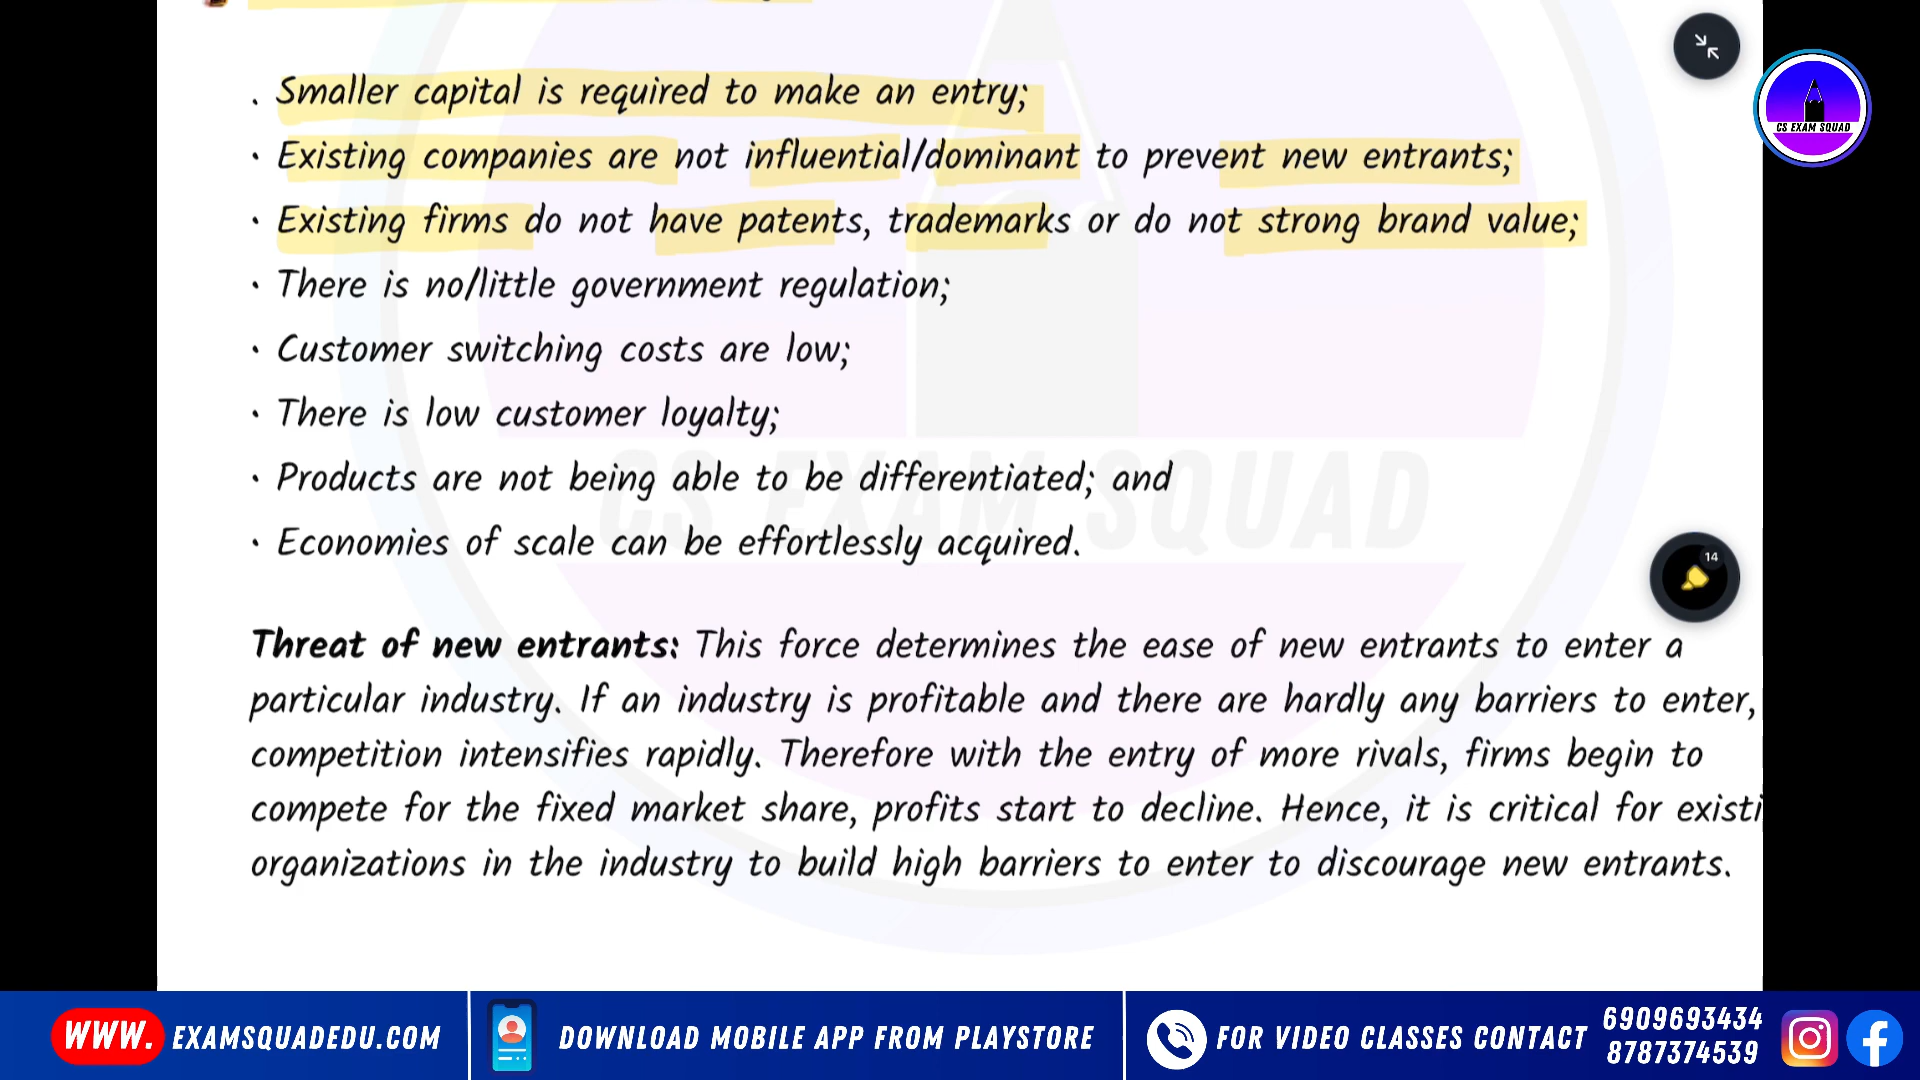 . Smaller capital is required to make an entry;
· Existing companies are not influential/dominant to prevent new entrants;
· Existing firms do not have patents, trademarks or do not strong brand value;
· There is no/little government regulation;
· Customer switching costs are low;
· There is low customer loyalty;
· Products are not being able to be differentiated; and
· Economies of scale can be effortlessly acquired.
Threat of new entrants: This force determines the ease of new entrants to enter a
particular industry. If an industry is profitable and there are hardly any barriers to enter,
competition intensifies rapidly. Therefore with the entry of more rivals, firms begin to
compete for the fixed market share, profits start to decline. Hence, it is critical for existi
organizations in the industry to build high barriers to enter to discourage new entrants.
CS EXAM SQUAD
CS EXAM SQUAD
14
WWW. EXAMSQUADEDU.COM
DOWNLOAD MOBILE APP FROM PLAYSTORE
FOR VIDEO CLASSES CONTACT
6909693434
8787374539